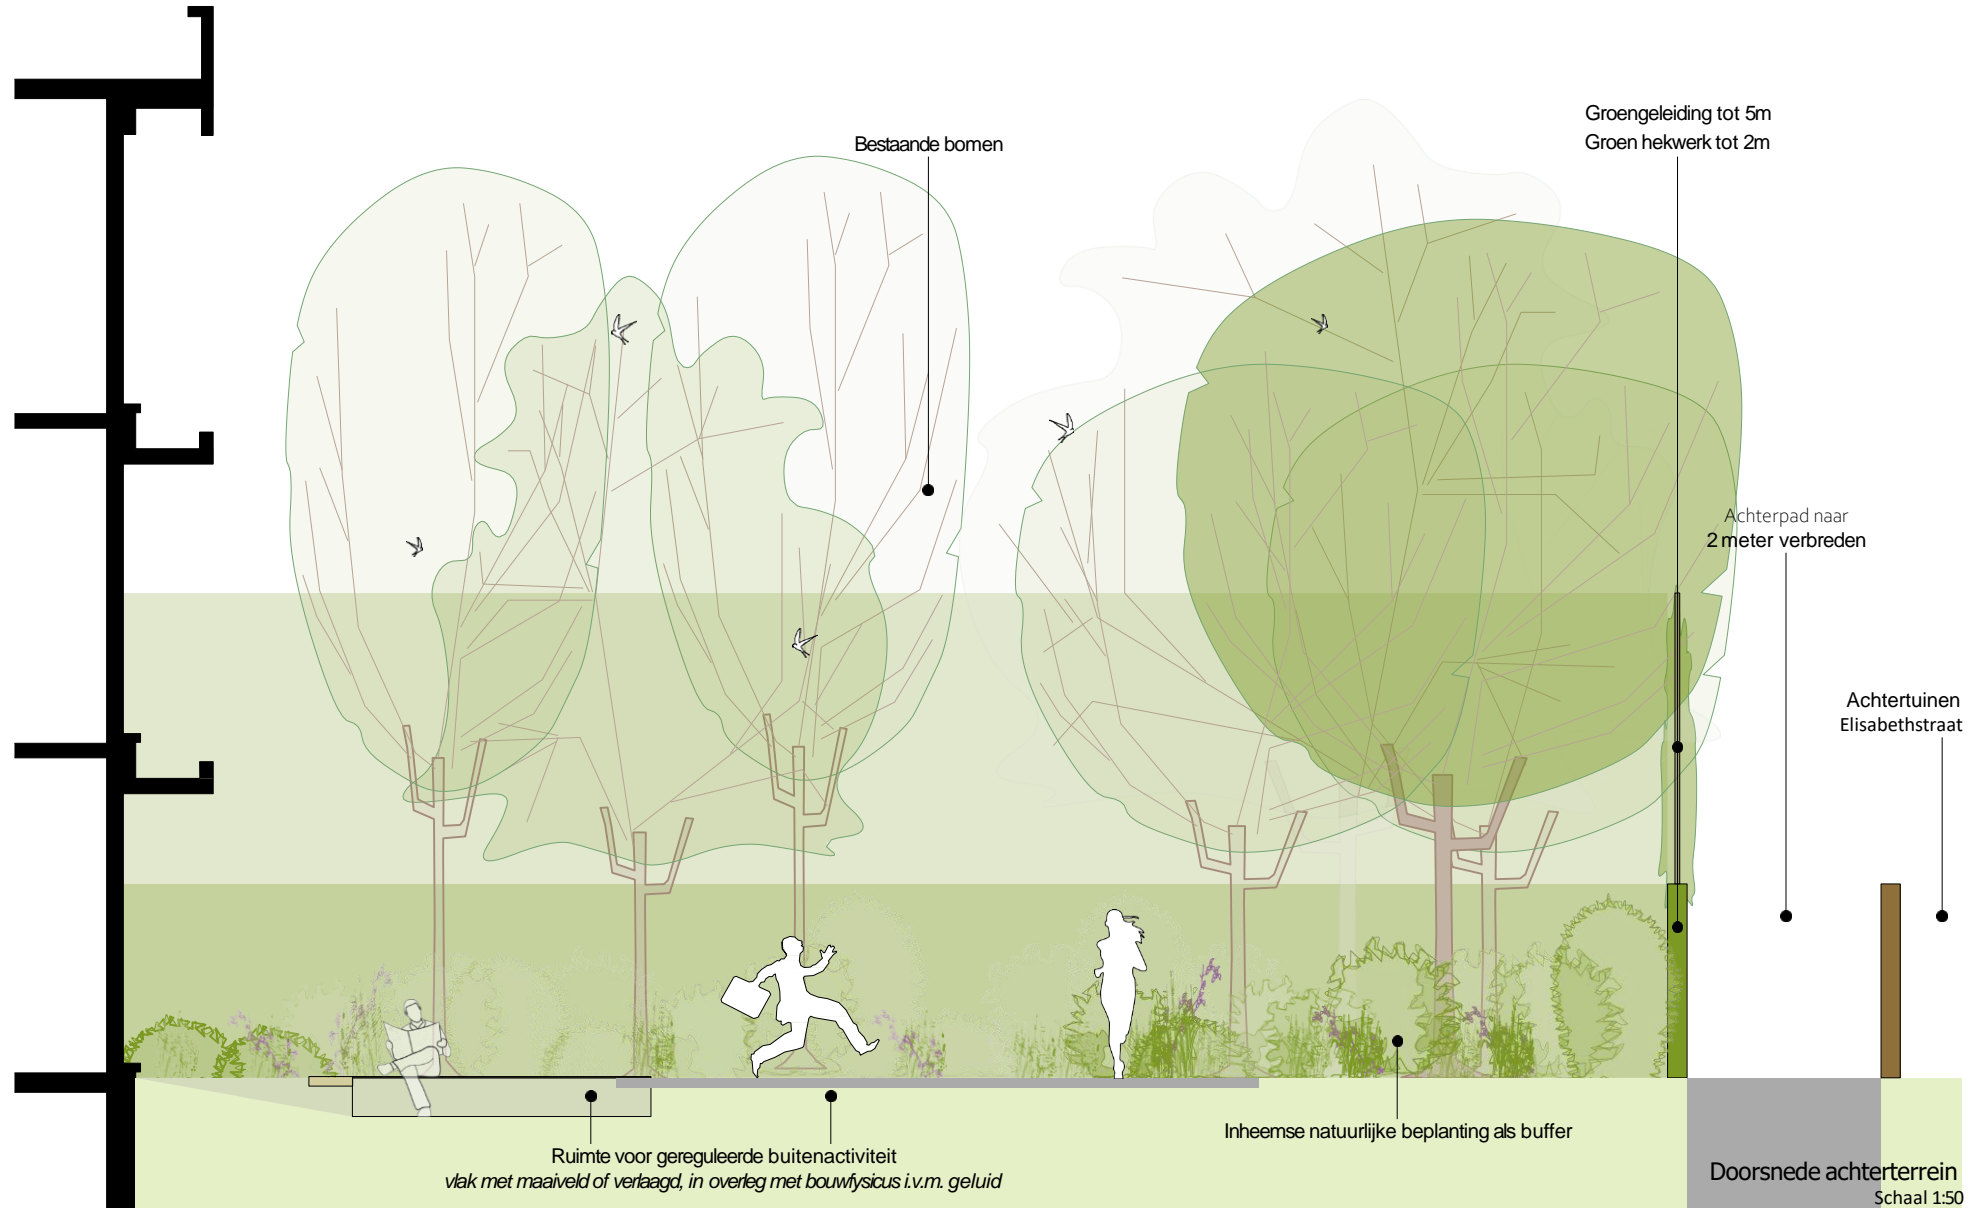 Groengeleiding tot 5m
Groen hekwerk tot 2m
Bestaande bomen
Achterpad naar
2 meter verbreden
Achtertuinen
Elisabethstraat
Inheemse natuurlijke beplanting als buffer
Ruimte voor gereguleerde buitenactiviteit
vlak met maaiveld of verlaagd, in overleg met bouwfysicus i.v.m. geluid
Doorsnede achterterrein
Schaal 1:50